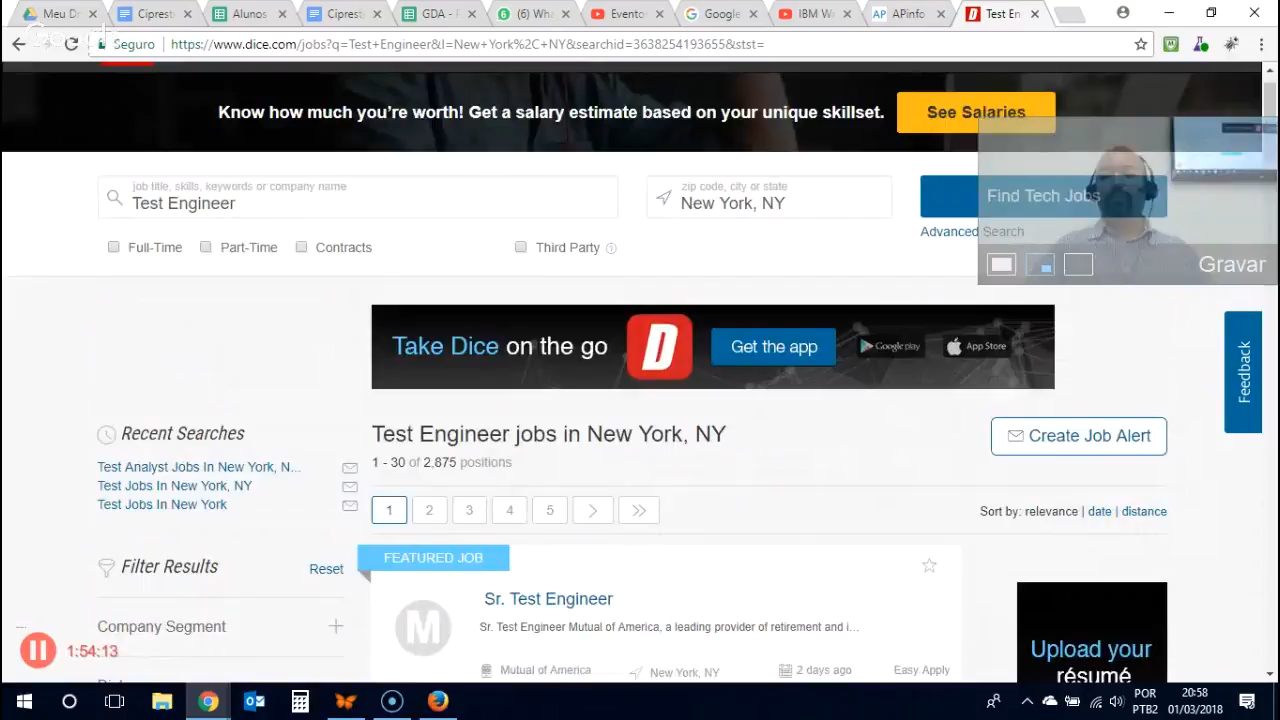 Meu Dr
Ciprest
Alunos
Ciprest
GDA - F
(6) Wh
Evento
Google
IBM W
APinfo
Test En
Seguro
https://www.dice.com/jobs?q=Test+Engineer&l=New+York%2C+NY&searchid=3638254193655&stst=
Know how much you're worth! Get a salary estimate based on your unique skillset.
See Salaries
job title, skills, keywords or company name
Test Engineer
zip code, city or state
New York, NY
Find Tech Jobs
Advanced Search
Full-Time
Part-Time
Contracts
Third Party
Gravar
Take Dice on the go
D
Get the app
Google play
App Store
Feedback
Recent Searches
Test Analyst Jobs In New York, N...
Test Jobs In New York, NY
Test Jobs In New York
Test Engineer jobs in New York, NY
1 - 30 of 2,875 positions
Create Job Alert
1 2 3 4 5 > >>
Sort by: relevance | date | distance
Filter Results
Reset
Company Segment +
FEATURED JOB
M
Sr. Test Engineer
Sr. Test Engineer Mutual of America, a leading provider of retirement and i...
Mutual of America
New York, NY
2 days ago
Easy Apply
Upload your
résumé
1:54:13
POR
PTB2
20:58
01/03/2018